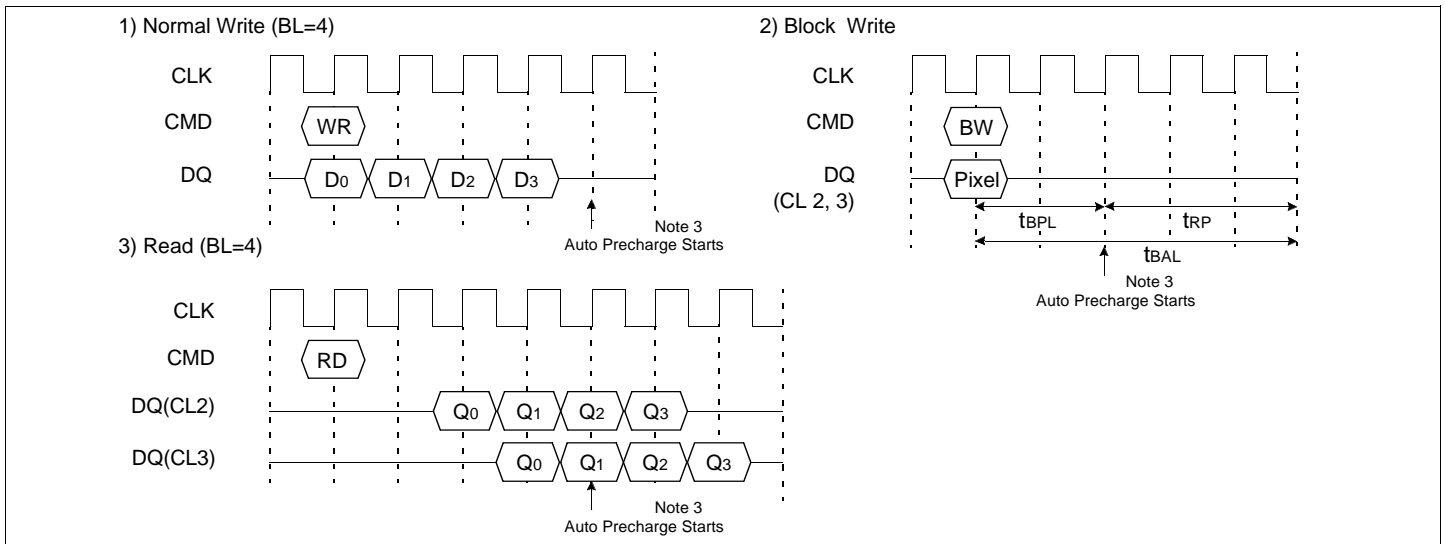 1) Normal Write (BL=4)
CLK
CMD
WR
DQ
D0 D1 D2 D3
Note 3
Auto Precharge Starts
2) Block Write
CLK
CMD
BW
DQ
Pixel
(CL 2, 3)
tBPL tRP
tBAL
Note 3
Auto Precharge Starts
3) Read (BL=4)
CLK
CMD
RD
DQ(CL2)
Q0 Q1 Q2 Q3
DQ(CL3)
Q0 Q1 Q2 Q3
Note 3
Auto Precharge Starts